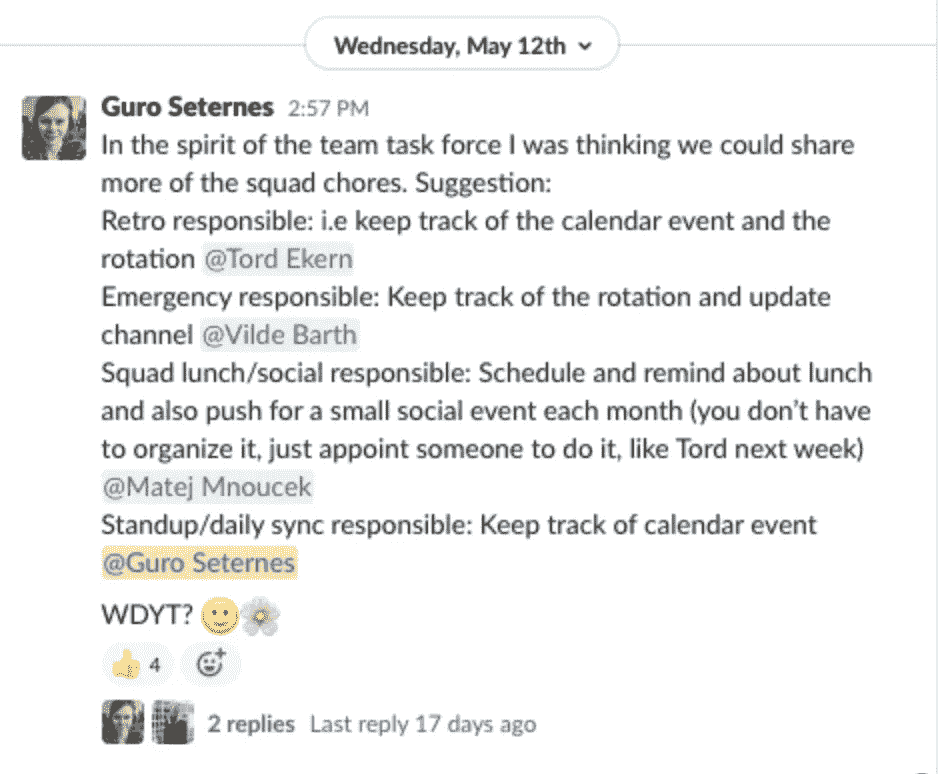 Wednesday, May 12th
Guro Seternes 2:57 PM
In the spirit of the team task force I was thinking we could share
more of the squad chores. Suggestion:
Retro responsible: i.e keep track of the calendar event and the
rotation @Tord Ekern
Emergency responsible: Keep track of the rotation and update
channel @Vilde Barth
Squad lunch/social responsible: Schedule and remind about lunch
and also push for a small social event each month (you don't have
to organize it, just appoint someone to do it, like Tord next week)
@Matej Mnoucek
Standup/daily sync responsible: Keep track of calendar event
@Guro Seternes
WDYT? 🙂🌸
👍 4
2 replies Last reply 17 days ago